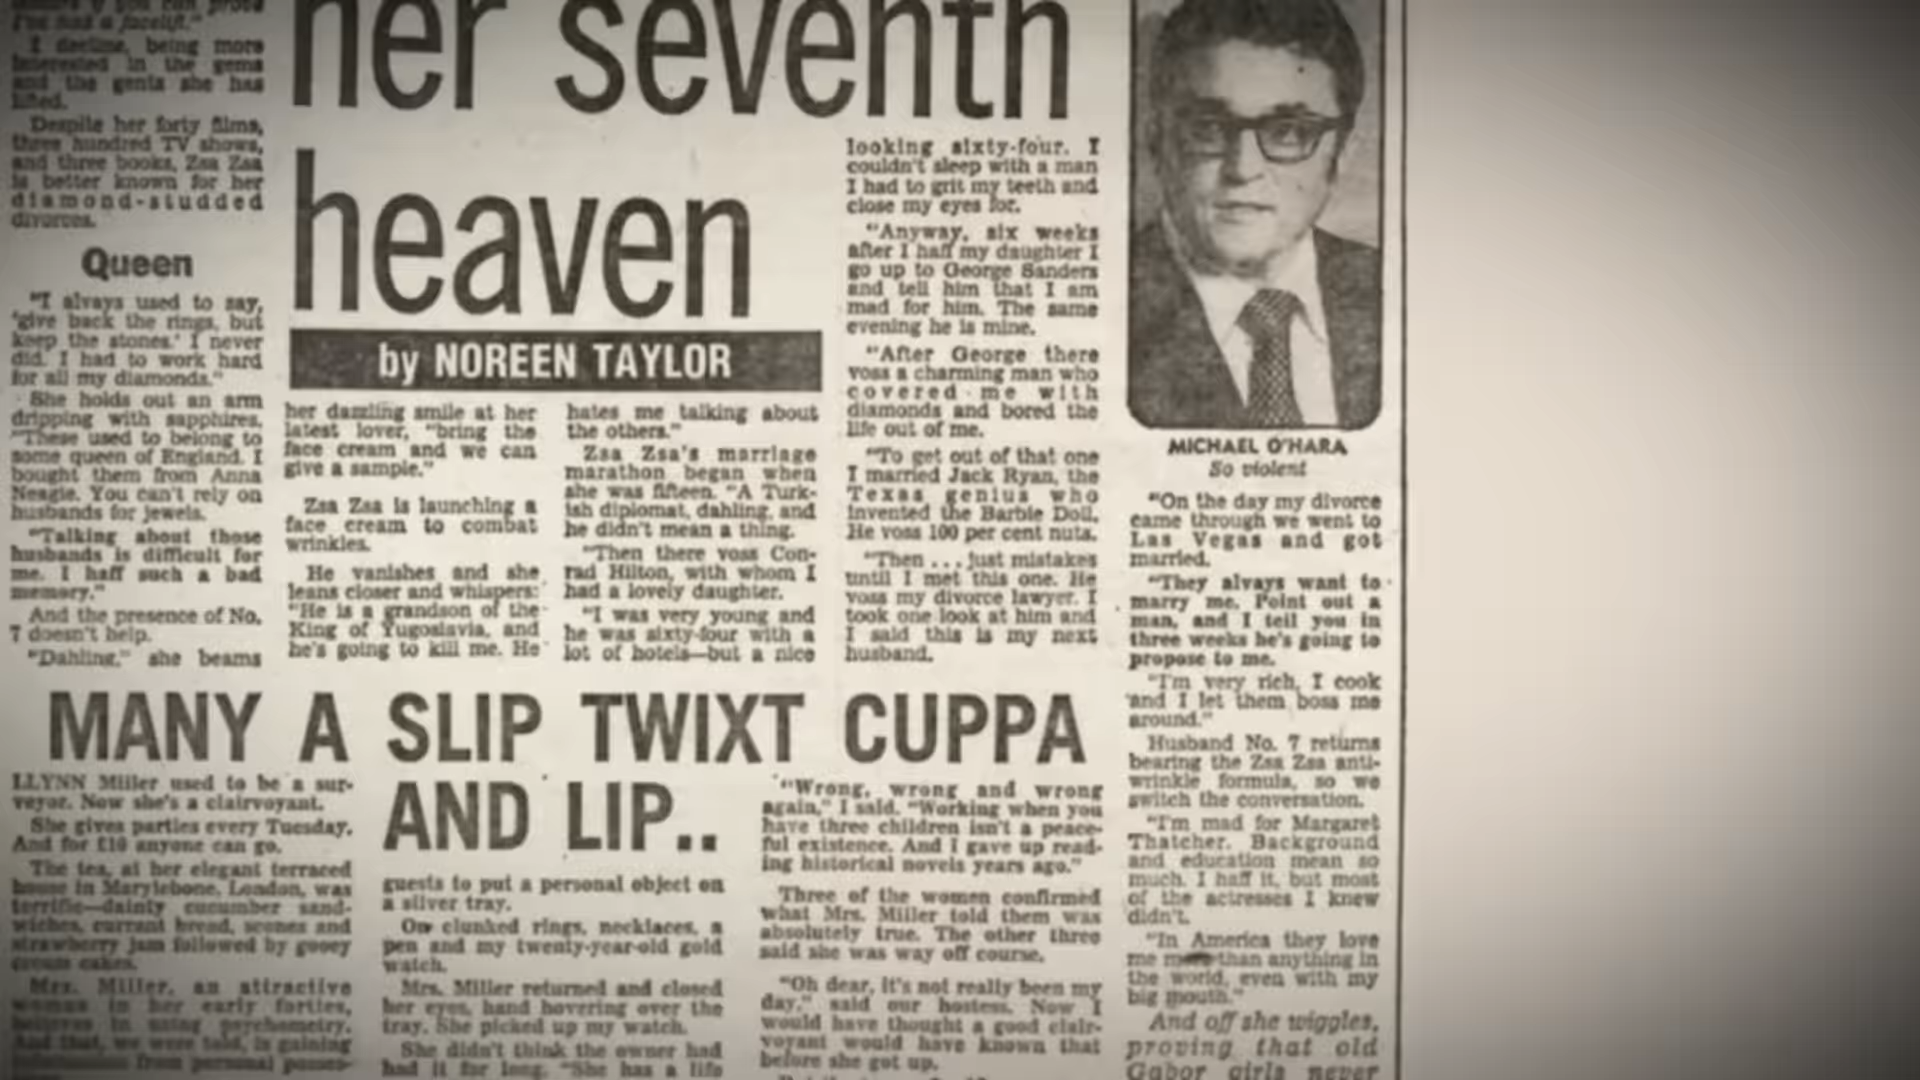 I've had a facelift."
I decline, being more
interested in the gems
and the gents she has
lifted.
Despite her forty films,
three hundred TV shows,
and three books, Zsa Zsa
is better known for her
diamond-studded
divorces.
Queen
"I alvays used to say,
'give back the rings, but
keep the stones.' I never
did. I had to work hard
for all my diamonds."
She holds out an arm
dripping with sapphires.
"These used to belong to
some queen of England. I
bought them from Anna
Neagle. You can't rely on
husbands for jewels.
"Talking about those
husbands is difficult for
me. I haff such a bad
memory."
And the presence of No.
7 doesn't help.
"Dahling," she beams
her seventh
heaven
by NOREEN TAYLOR
her dazzling smile at her
latest lover, "bring the
face cream and we can
give a sample."
Zsa Zsa is launching a
face cream to combat
wrinkles.
He vanishes and she
leans closer and whispers:
"He is a grandson of the
King of Yugoslavia, and
he's going to kill me. He
hates me talking about
the others."
Zsa Zsa's marriage
marathon began when
she was fifteen. "A Turk-
ish diplomat, dahling, and
he didn't mean a thing.
"Then there voss Con-
rad Hilton, with whom I
had a lovely daughter.
"I was very young and
he was sixty-four with a
lot of hotels—but a nice
looking sixty-four. I
couldn't sleep with a man
I had to grit my teeth and
close my eyes for.
"Anyway, six weeks
after I haff my daughter I
go up to George Sanders
and tell him that I am
mad for him. The same
evening he is mine.
"After George there
voss a charming man who
covered me with
diamonds and bored the
life out of me.
"To get out of that one
I married Jack Ryan, the
Texas genius who
invented the Barbie Doll.
He voss 100 per cent nuts.
"Then . . . just mistakes
until I met this one. He
voss my divorce lawyer. I
took one look at him and
I said this is my next
husband.
MICHAEL O'HARA
So violent
"On the day my divorce
came through we went to
Las Vegas and got
married.
"They alvays want to
marry me. Point out a
man, and I tell you in
three weeks he's going to
propose to me.
"I'm very rich, I cook
and I let them boss me
around."
Husband No. 7 returns
bearing the Zsa Zsa anti-
wrinkle formula, so we
switch the conversation.
"I'm mad for Margaret
Thatcher. Background
and education mean so
much. I haff it, but most
of the actresses I knew
didn't.
"In America they love
me more than anything in
the world, even with my
big mouth."
And off she wiggles,
proving that old
Gabor girls never
MANY A SLIP TWIXT CUPPA
AND LIP..
LLYNN Miller used to be a sur-
veyor. Now she's a clairvoyant.
She gives parties every Tuesday.
And for £10 anyone can go.
The tea, at her elegant terraced
house in Marylebone, London, was
terrific—dainty cucumber sand-
wiches, currant bread, scones and
strawberry jam followed by gooey
cream cakes.
Mrs. Miller, an attractive
woman in her early forties,
believes in using psychometry.
And that, we were told, is gaining
information from personal posses-
guests to put a personal object on
a silver tray.
On clunked rings, necklaces, a
pen and my twenty-year-old gold
watch.
Mrs. Miller returned and closed
her eyes, hand hovering over the
tray. She picked up my watch.
She didn't think the owner had
had it for long. "She has a life
"Wrong, wrong and wrong
again," I said. "Working when you
have three children isn't a peace-
ful existence. And I gave up read-
ing historical novels years ago."
Three of the women confirmed
what Mrs. Miller told them was
absolutely true. The other three
said she was way off course.
"Oh dear, it's not really been my
day," said our hostess. Now I
would have thought a good clair-
voyant would have known that
before she got up.